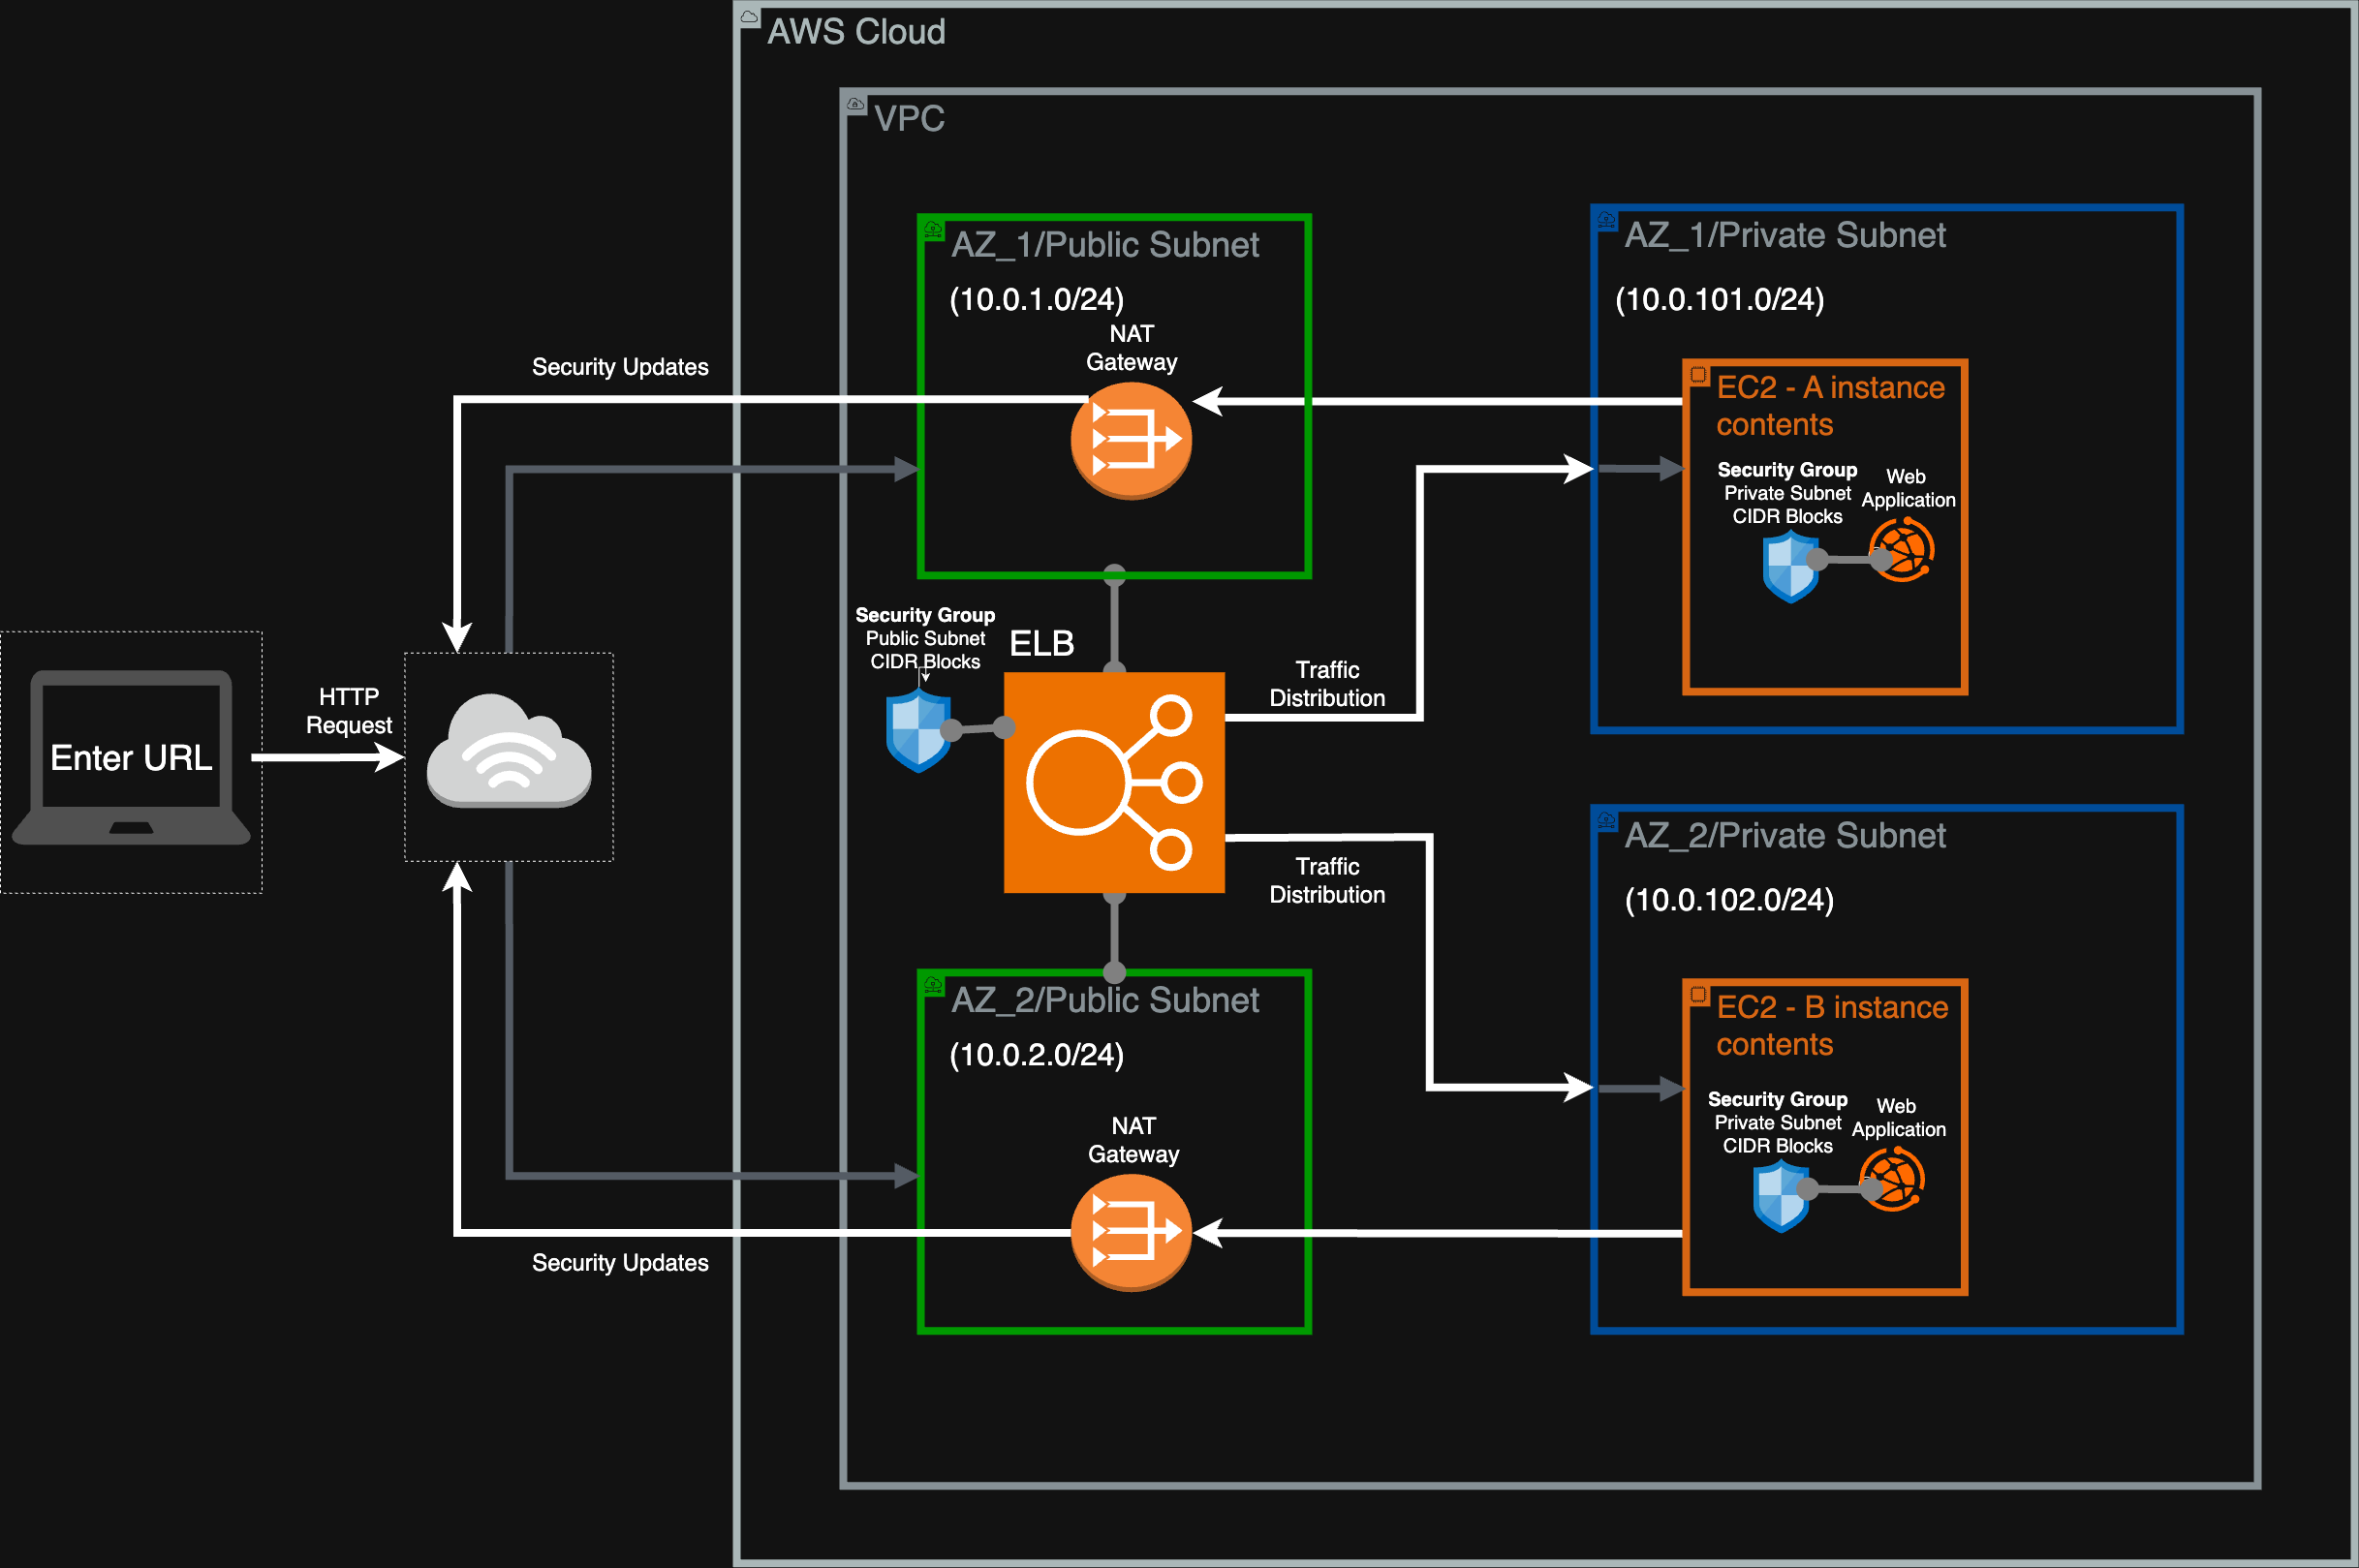 AWS Cloud
VPC
AZ_1/Public Subnet
(10.0.1.0/24)
NAT
Gateway
AZ_1/Private Subnet
(10.0.101.0/24)
EC2 - A instance
contents
Security Group
Private Subnet
CIDR Blocks
Web
Application
Security Updates
Enter URL
HTTP
Request
Security Group
Public Subnet
CIDR Blocks
ELB
Traffic
Distribution
Traffic
Distribution
AZ_2/Private Subnet
(10.0.102.0/24)
EC2 - B instance
contents
Security Group
Private Subnet
CIDR Blocks
Web
Application
AZ_2/Public Subnet
(10.0.2.0/24)
NAT
Gateway
Security Updates